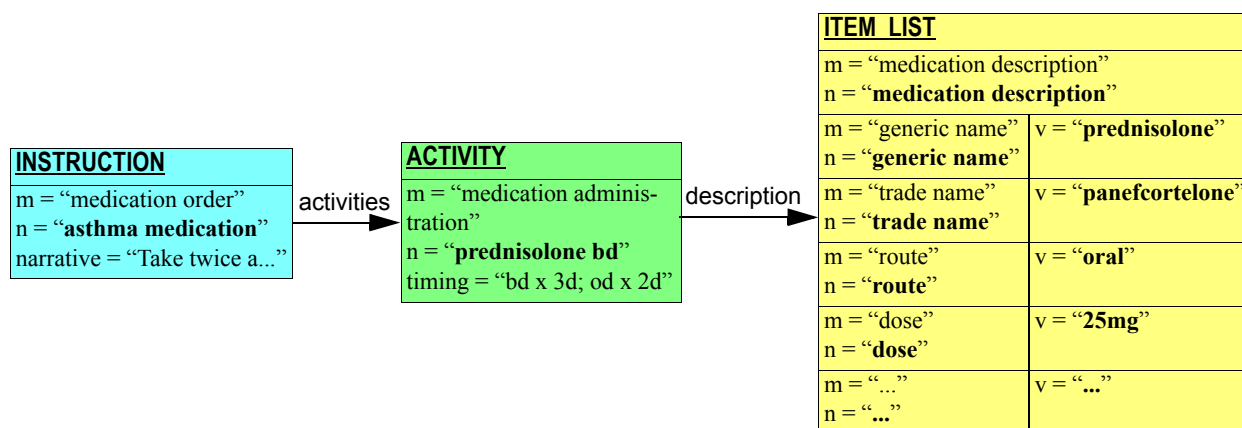 INSTRUCTION
m = “medication order”
n = “asthma medication”
narrative = “Take twice a...”
activities
ACTIVITY
m = “medication adminis-
tration”
n = “prednisolone bd”
timing = “bd x 3d; od x 2d”
description
ITEM_LIST
m = “medication description”
n = “medication description”
m = “generic name” v = “prednisolone”
n = “generic name”
m = “trade name” v = “panefcortelone”
n = “trade name”
m = “route” v = “oral”
n = “route”
m = “dose” v = “25mg”
n = “dose”
m = “...” v = “...”
n = “...”